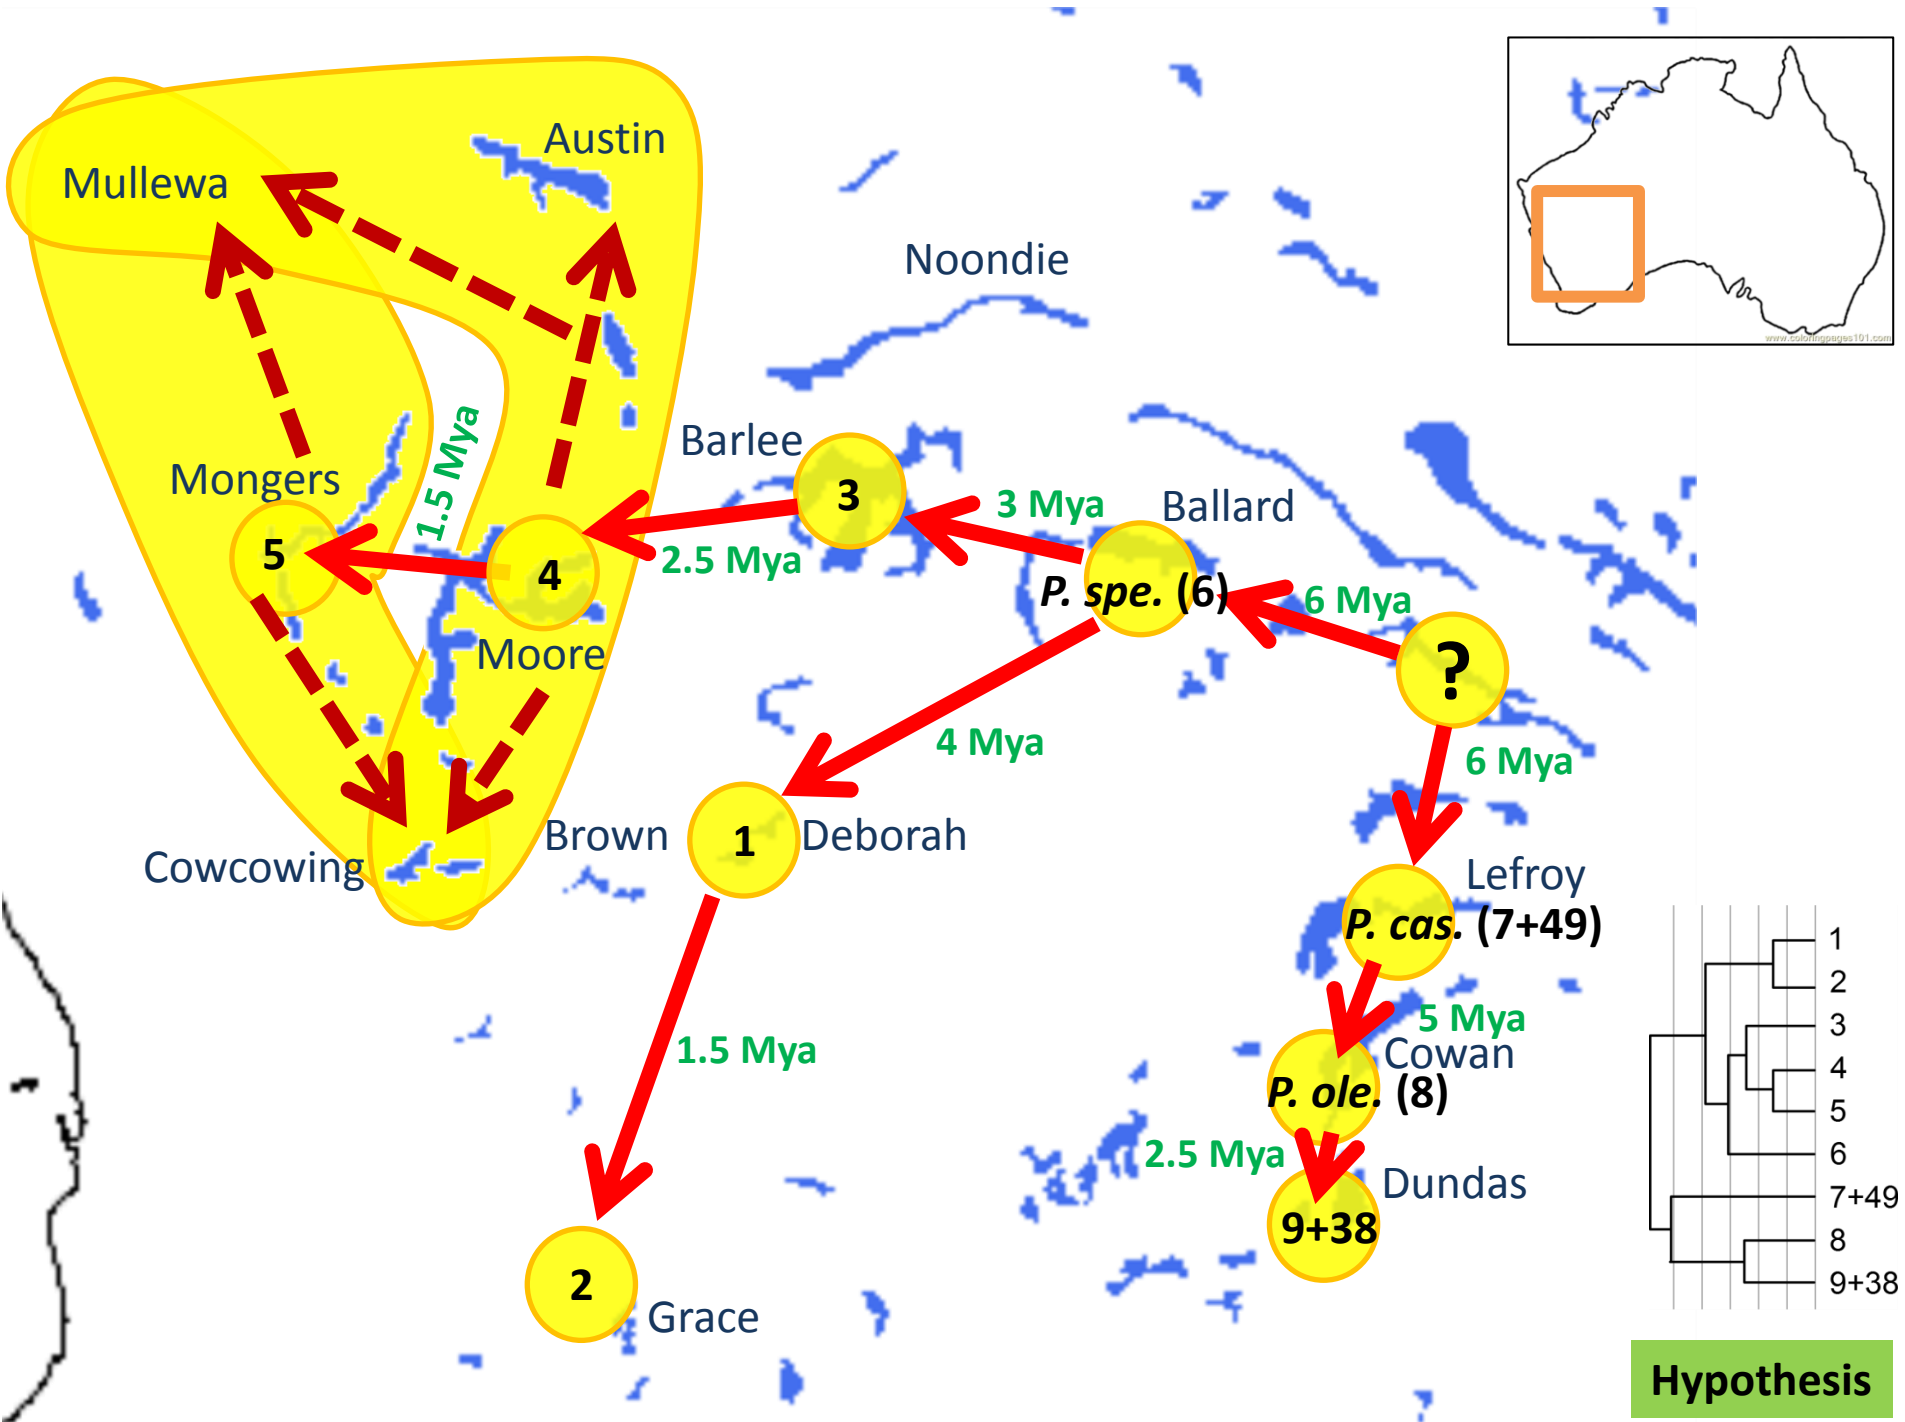 Austin
Mullewa
Noondie
www.coloringpages101.com
1.5 Mya
Barlee
Mongers
3
3 Mya
Ballard
5
4
2.5 Mya
P. spe. (6)
6 Mya
Moore
?
4 Mya
6 Mya
Brown
1
Deborah
Cowcowing
Lefroy
P. cas. (7+49)
1
2
5 Mya
3
1.5 Mya
Cowan
4
P. ole. (8)
5
2.5 Mya
6
Dundas
7+49
9+38
8
2
9+38
Grace
Hypothesis